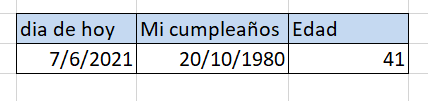 dia de hoy Mi cumpleaños Edad
7/6/2021 20/10/1980 41